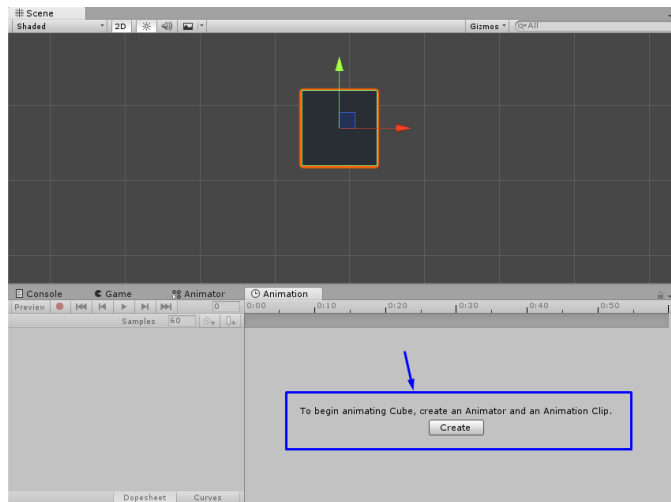 Scene
Shaded 2D Gizmos All
Console Game Animator Animation
Preview 0 0:00 0:10 0:20 0:30 0:40 0:50
Samples 60
To begin animating Cube, create an Animator and an Animation Clip.
Create
Dopesheet Curves